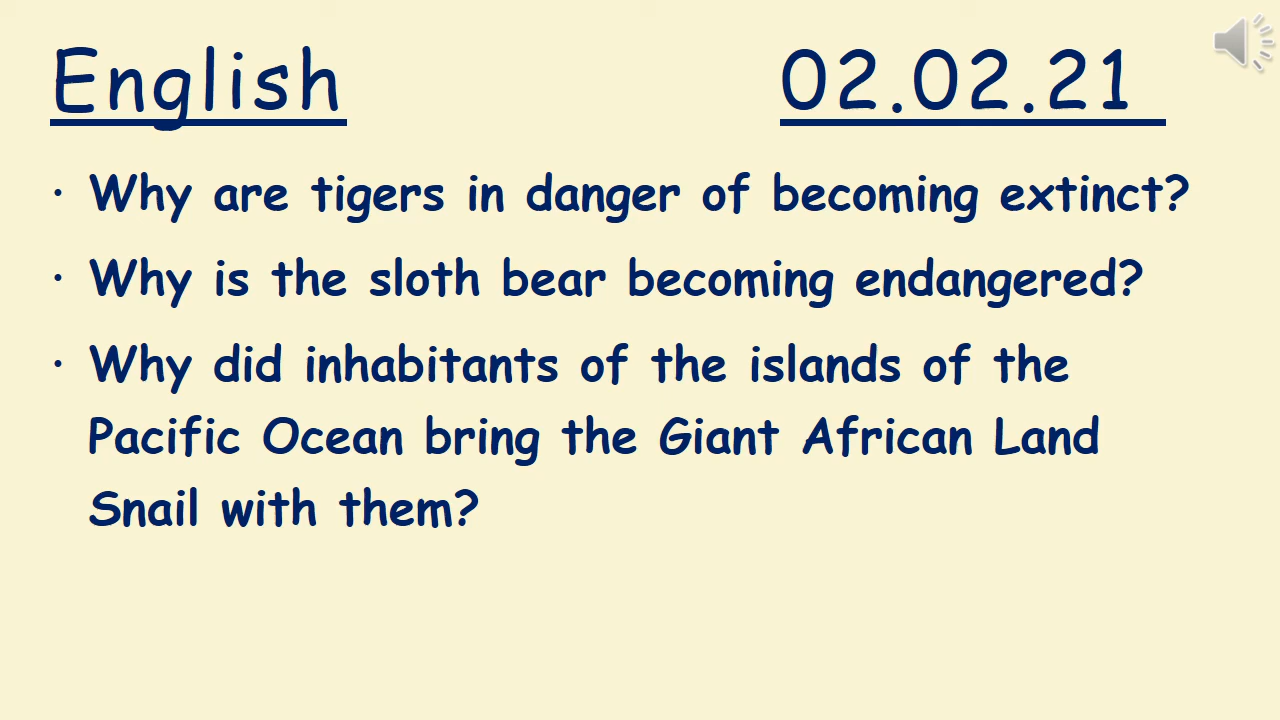 English 02.02.21
· Why are tigers in danger of becoming extinct?
· Why is the sloth bear becoming endangered?
· Why did inhabitants of the islands of the
Pacific Ocean bring the Giant African Land
Snail with them?